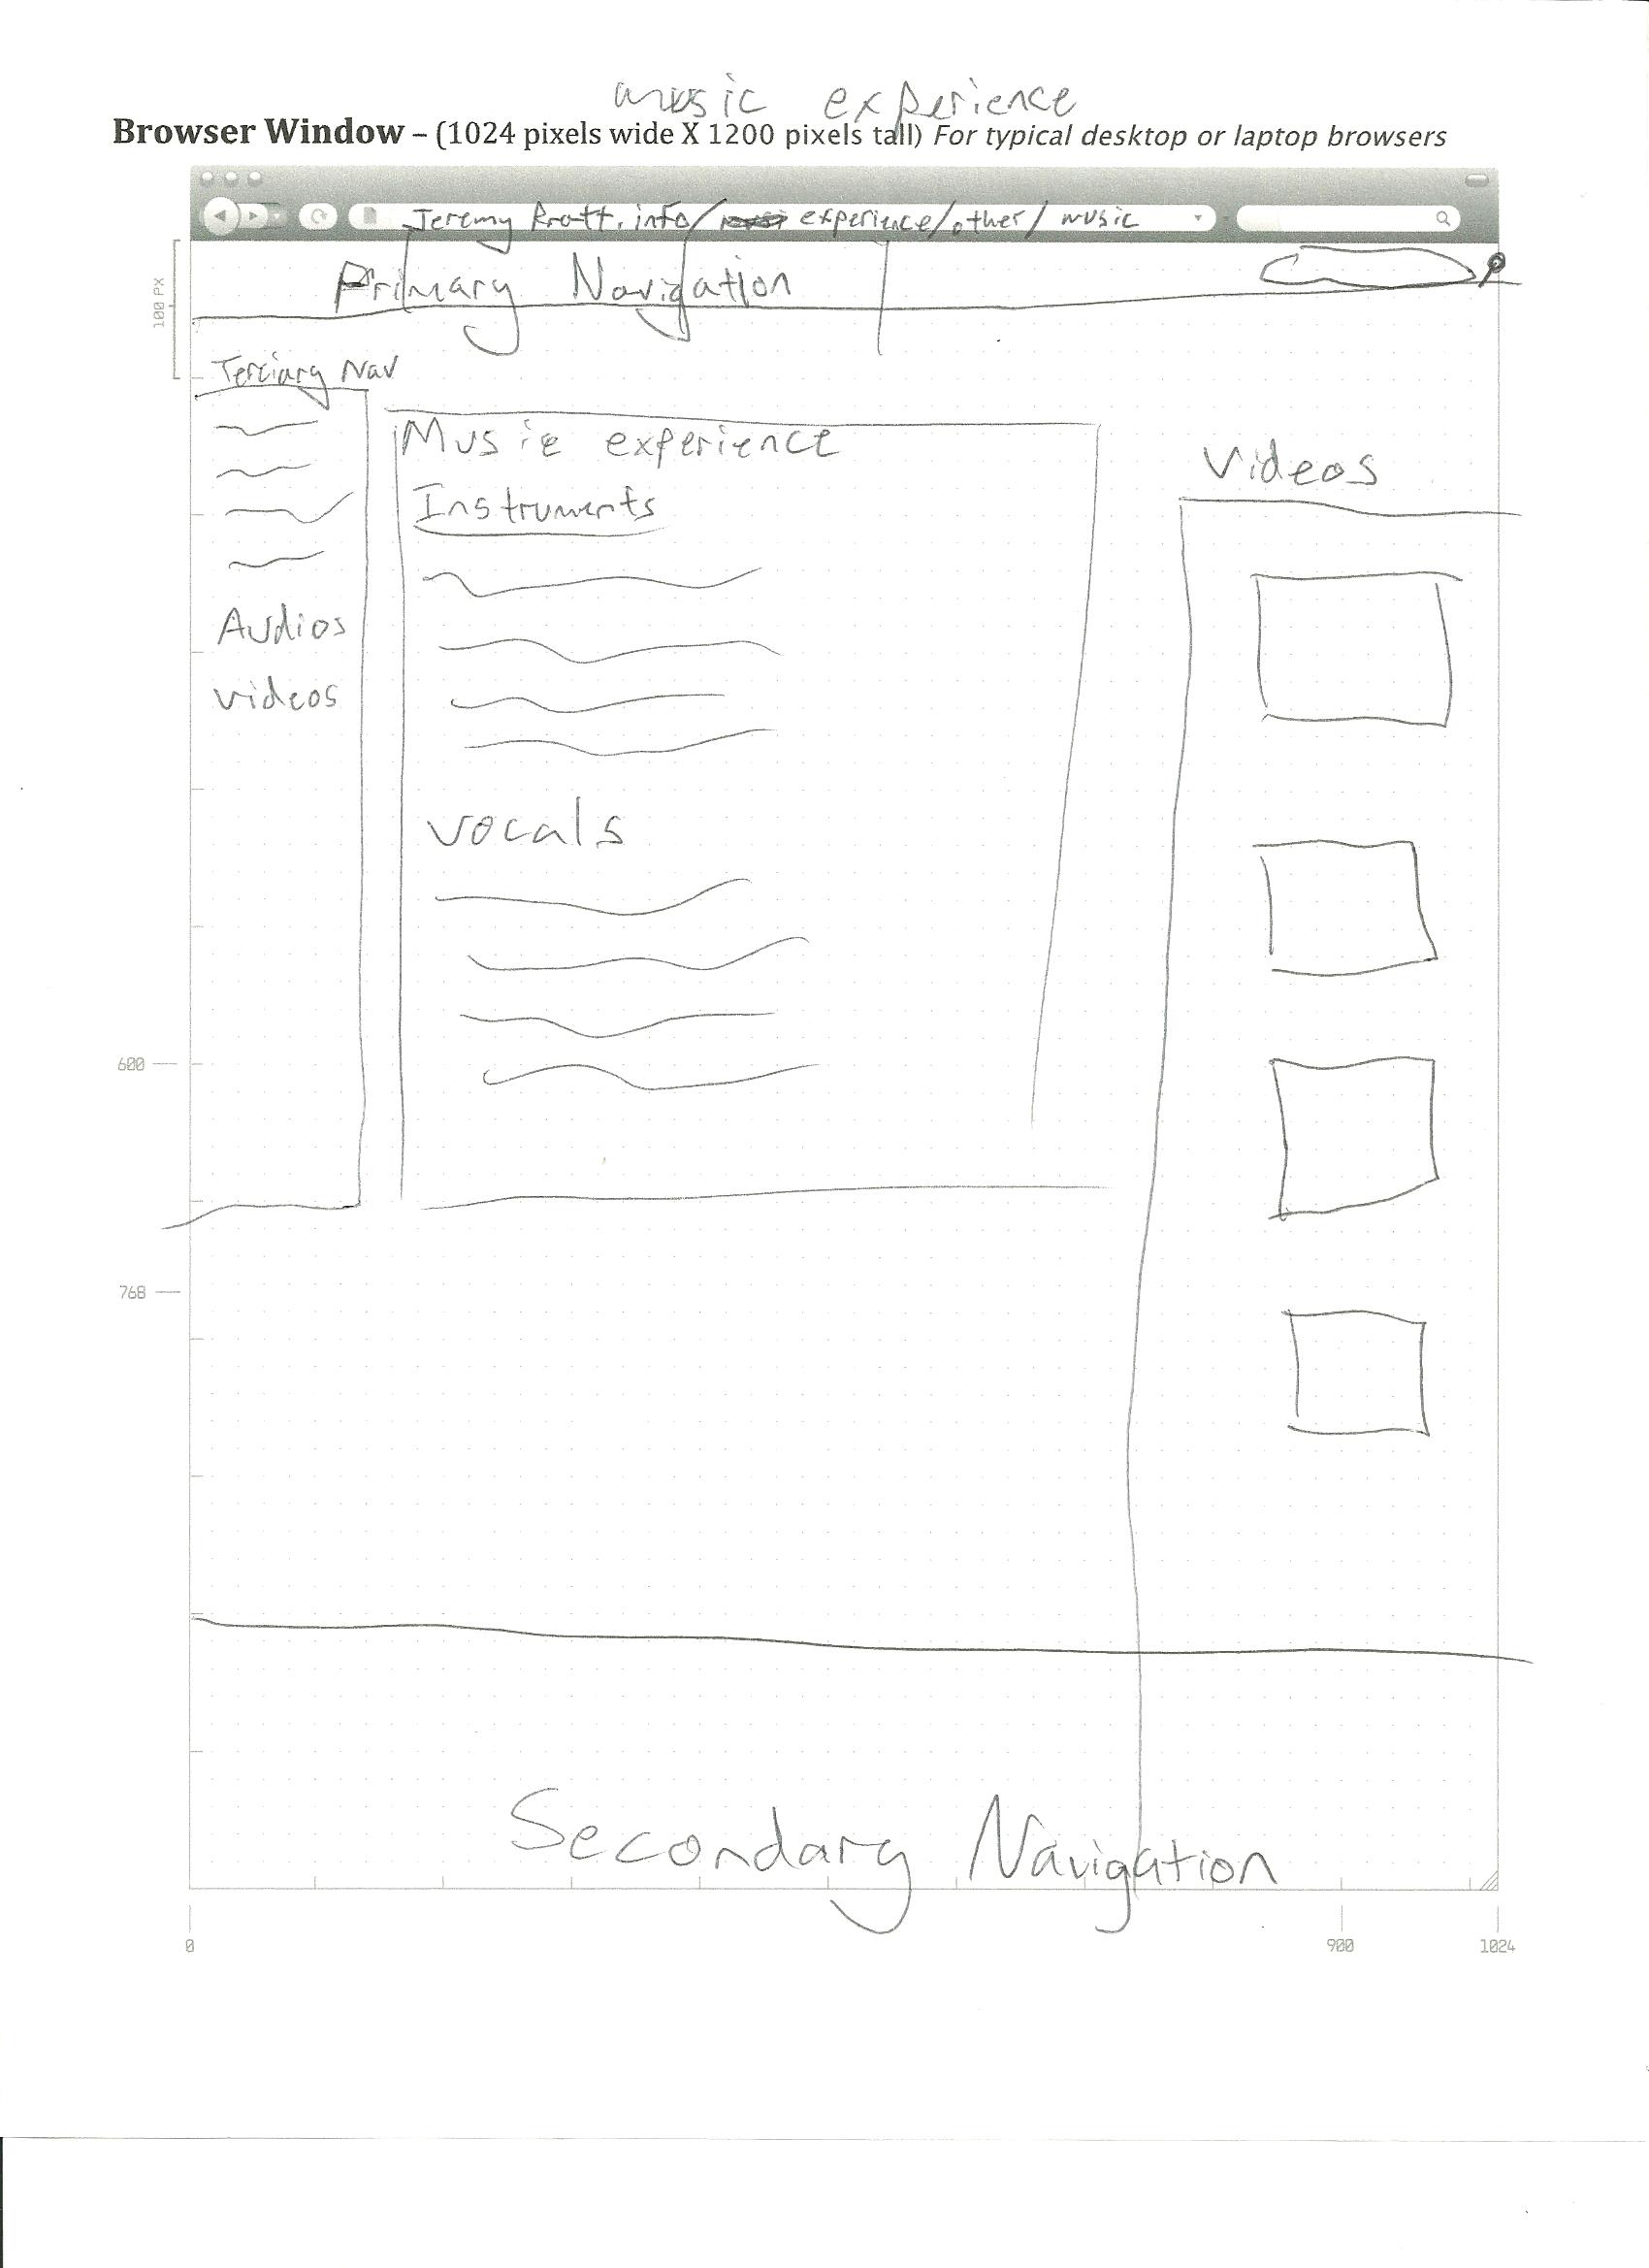 music experience
Browser Window – (1024 pixels wide X 1200 pixels tall) For typical desktop or laptop browsers
Jeremy Pratt.info/ experience/other/ music
Primary Navigation
100 PX
Terciary Nav
Music experience
Videos
Instruments
Audios
videos
vocals
600
768
Secondary Navigation
0
900
1024